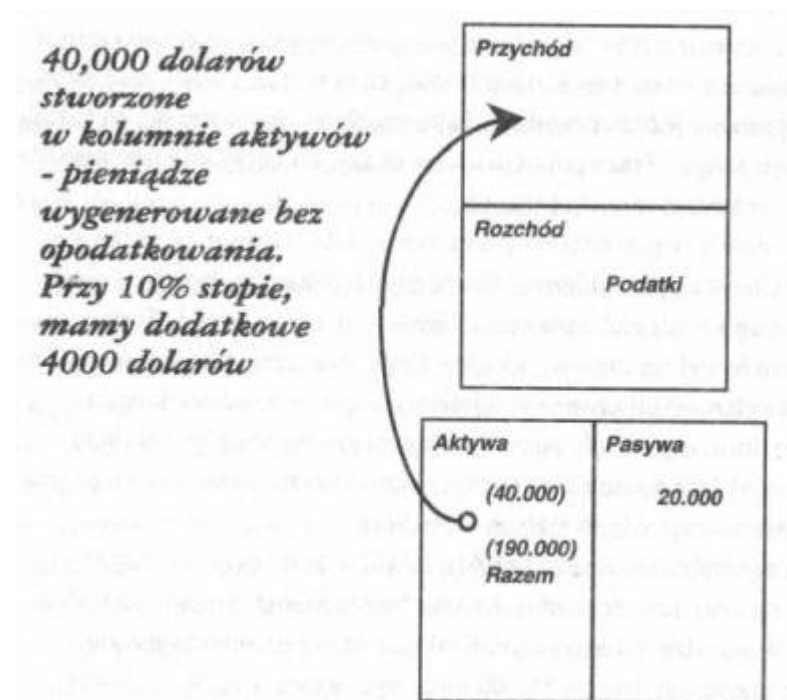 40,000 dolarów
stworzone
w kolumnie aktywów
- pieniądze
wygenerowane bez
opodatkowania.
Przy 10% stopie,
mamy dodatkowe
4000 dolarów
Przychód
Rozchód
Podatki
Aktywa
(40.000)
(190.000)
Razem
Pasywa
20.000